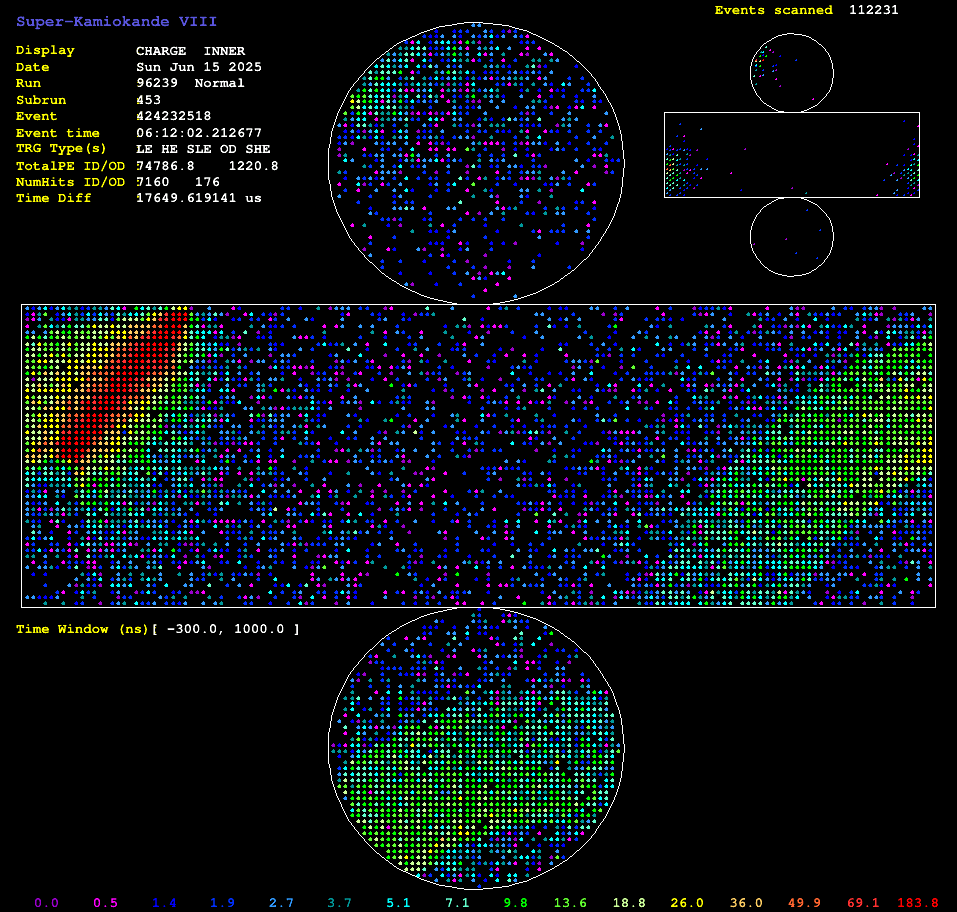 Super-Kamiokande VIII
Events scanned 112231
Display CHARGE INNER
Date Sun Jun 15 2025
Run 96239 Normal
Subrun 453
Event 424232518
Event time 06:12:02.212677
TRG Type(s) LE HE SLE OD SHE
TotalPE ID/OD 74786.8 1220.8
NumHits ID/OD 7160 176
Time Diff 17649.619141 us
Time Window (ns)[ -300.0, 1000.0 ]
0.0 0.5 1.4 1.9 2.7 3.7 5.1 7.1 9.8 13.6 18.8 26.0 36.0 49.9 69.1 183.8